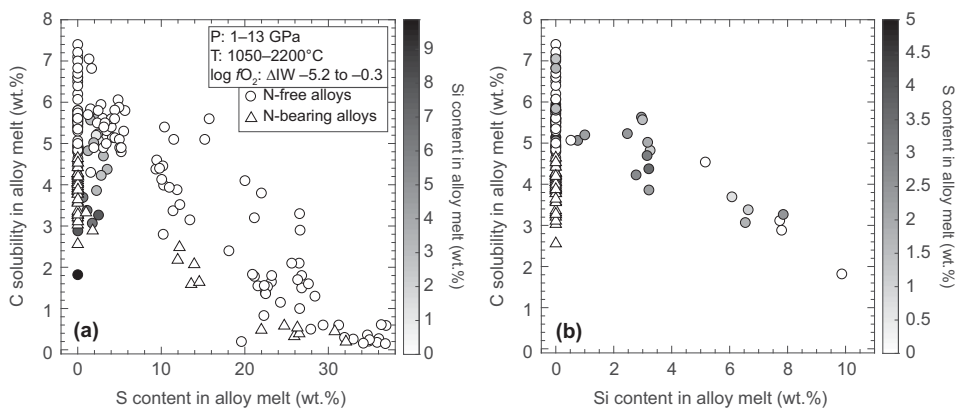 8
7
6
5
4
3
2
1
0
C solubility in alloy melt (wt.%)
P: 1–13 GPa
T: 1050–2200°C
log fO2: ΔIW –5.2 to –0.3
N-free alloys
N-bearing alloys
(a)
0 10 20 30
S content in alloy melt (wt.%)
9
8
7
6
5
4
3
2
1
0
Si content in alloy melt (wt.%)
8
7
6
5
4
3
2
1
0
C solubility in alloy melt (wt.%)
(b)
0 2 4 6 8 10
Si content in alloy melt (wt.%)
5
4.5
4
3.5
3
2.5
2
1.5
1
0.5
0
S content in alloy melt (wt.%)